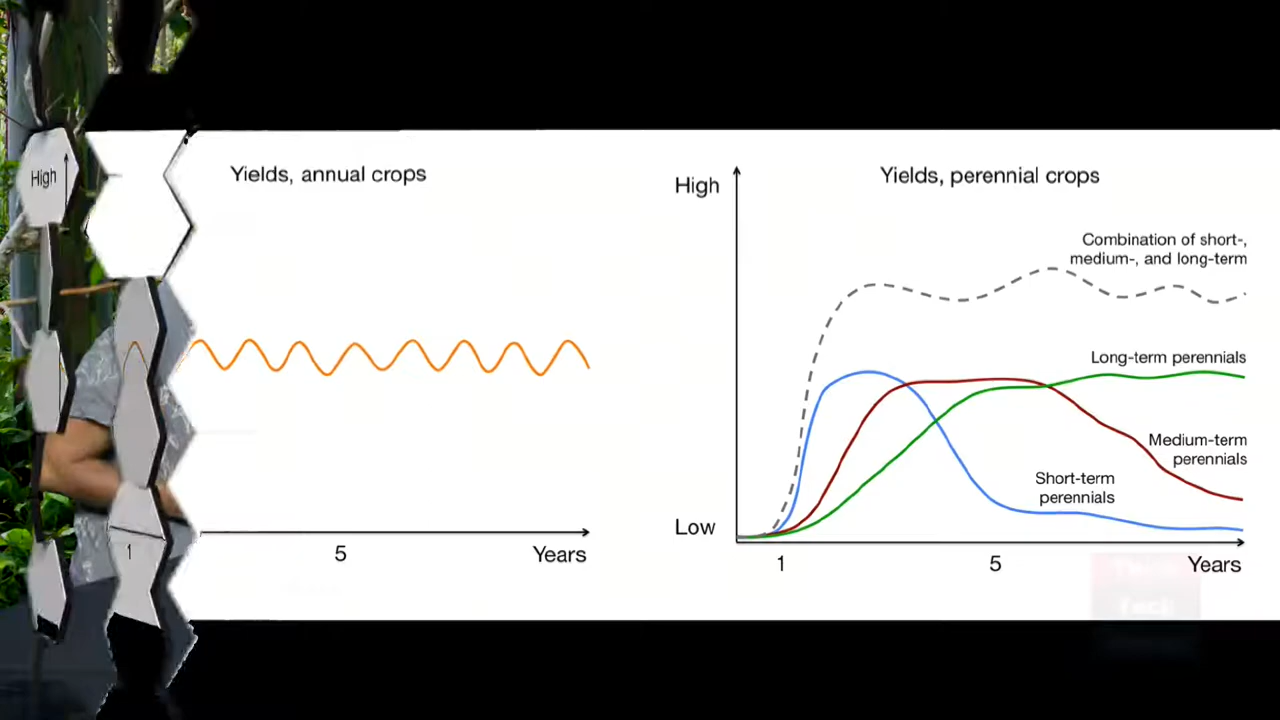 Yields, annual crops
High
1
5
Years
Yields, perennial crops
High
Combination of short-,
medium-, and long-term
Long-term perennials
Medium-term
perennials
Short-term
perennials
Low
1
5
Years